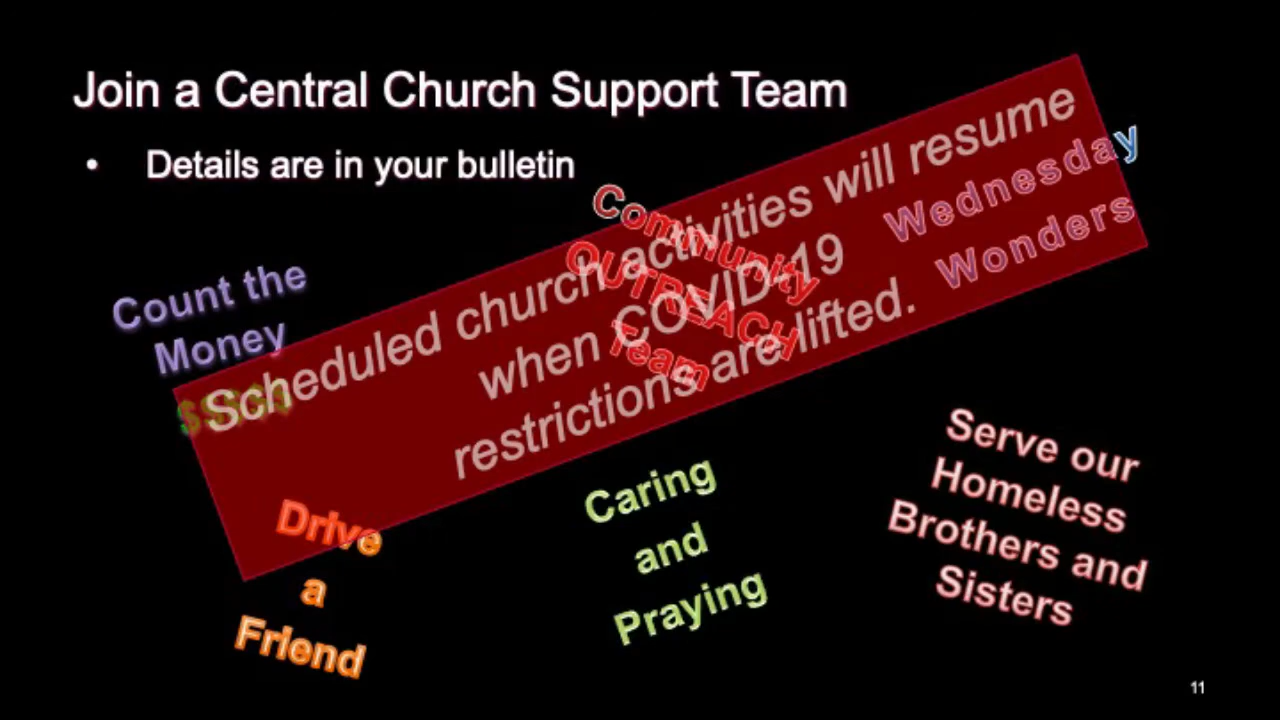 Join a Central Church Support Team
• Details are in your bulletin
Count the
Money
$$$$$
Community
OUTREACH
Team
Wednesday
Wonders
Scheduled church activities will resume
when COVID-19
restrictions are lifted.
Drive
a
Friend
Caring
and
Praying
Serve our
Homeless
Brothers and
Sisters
11